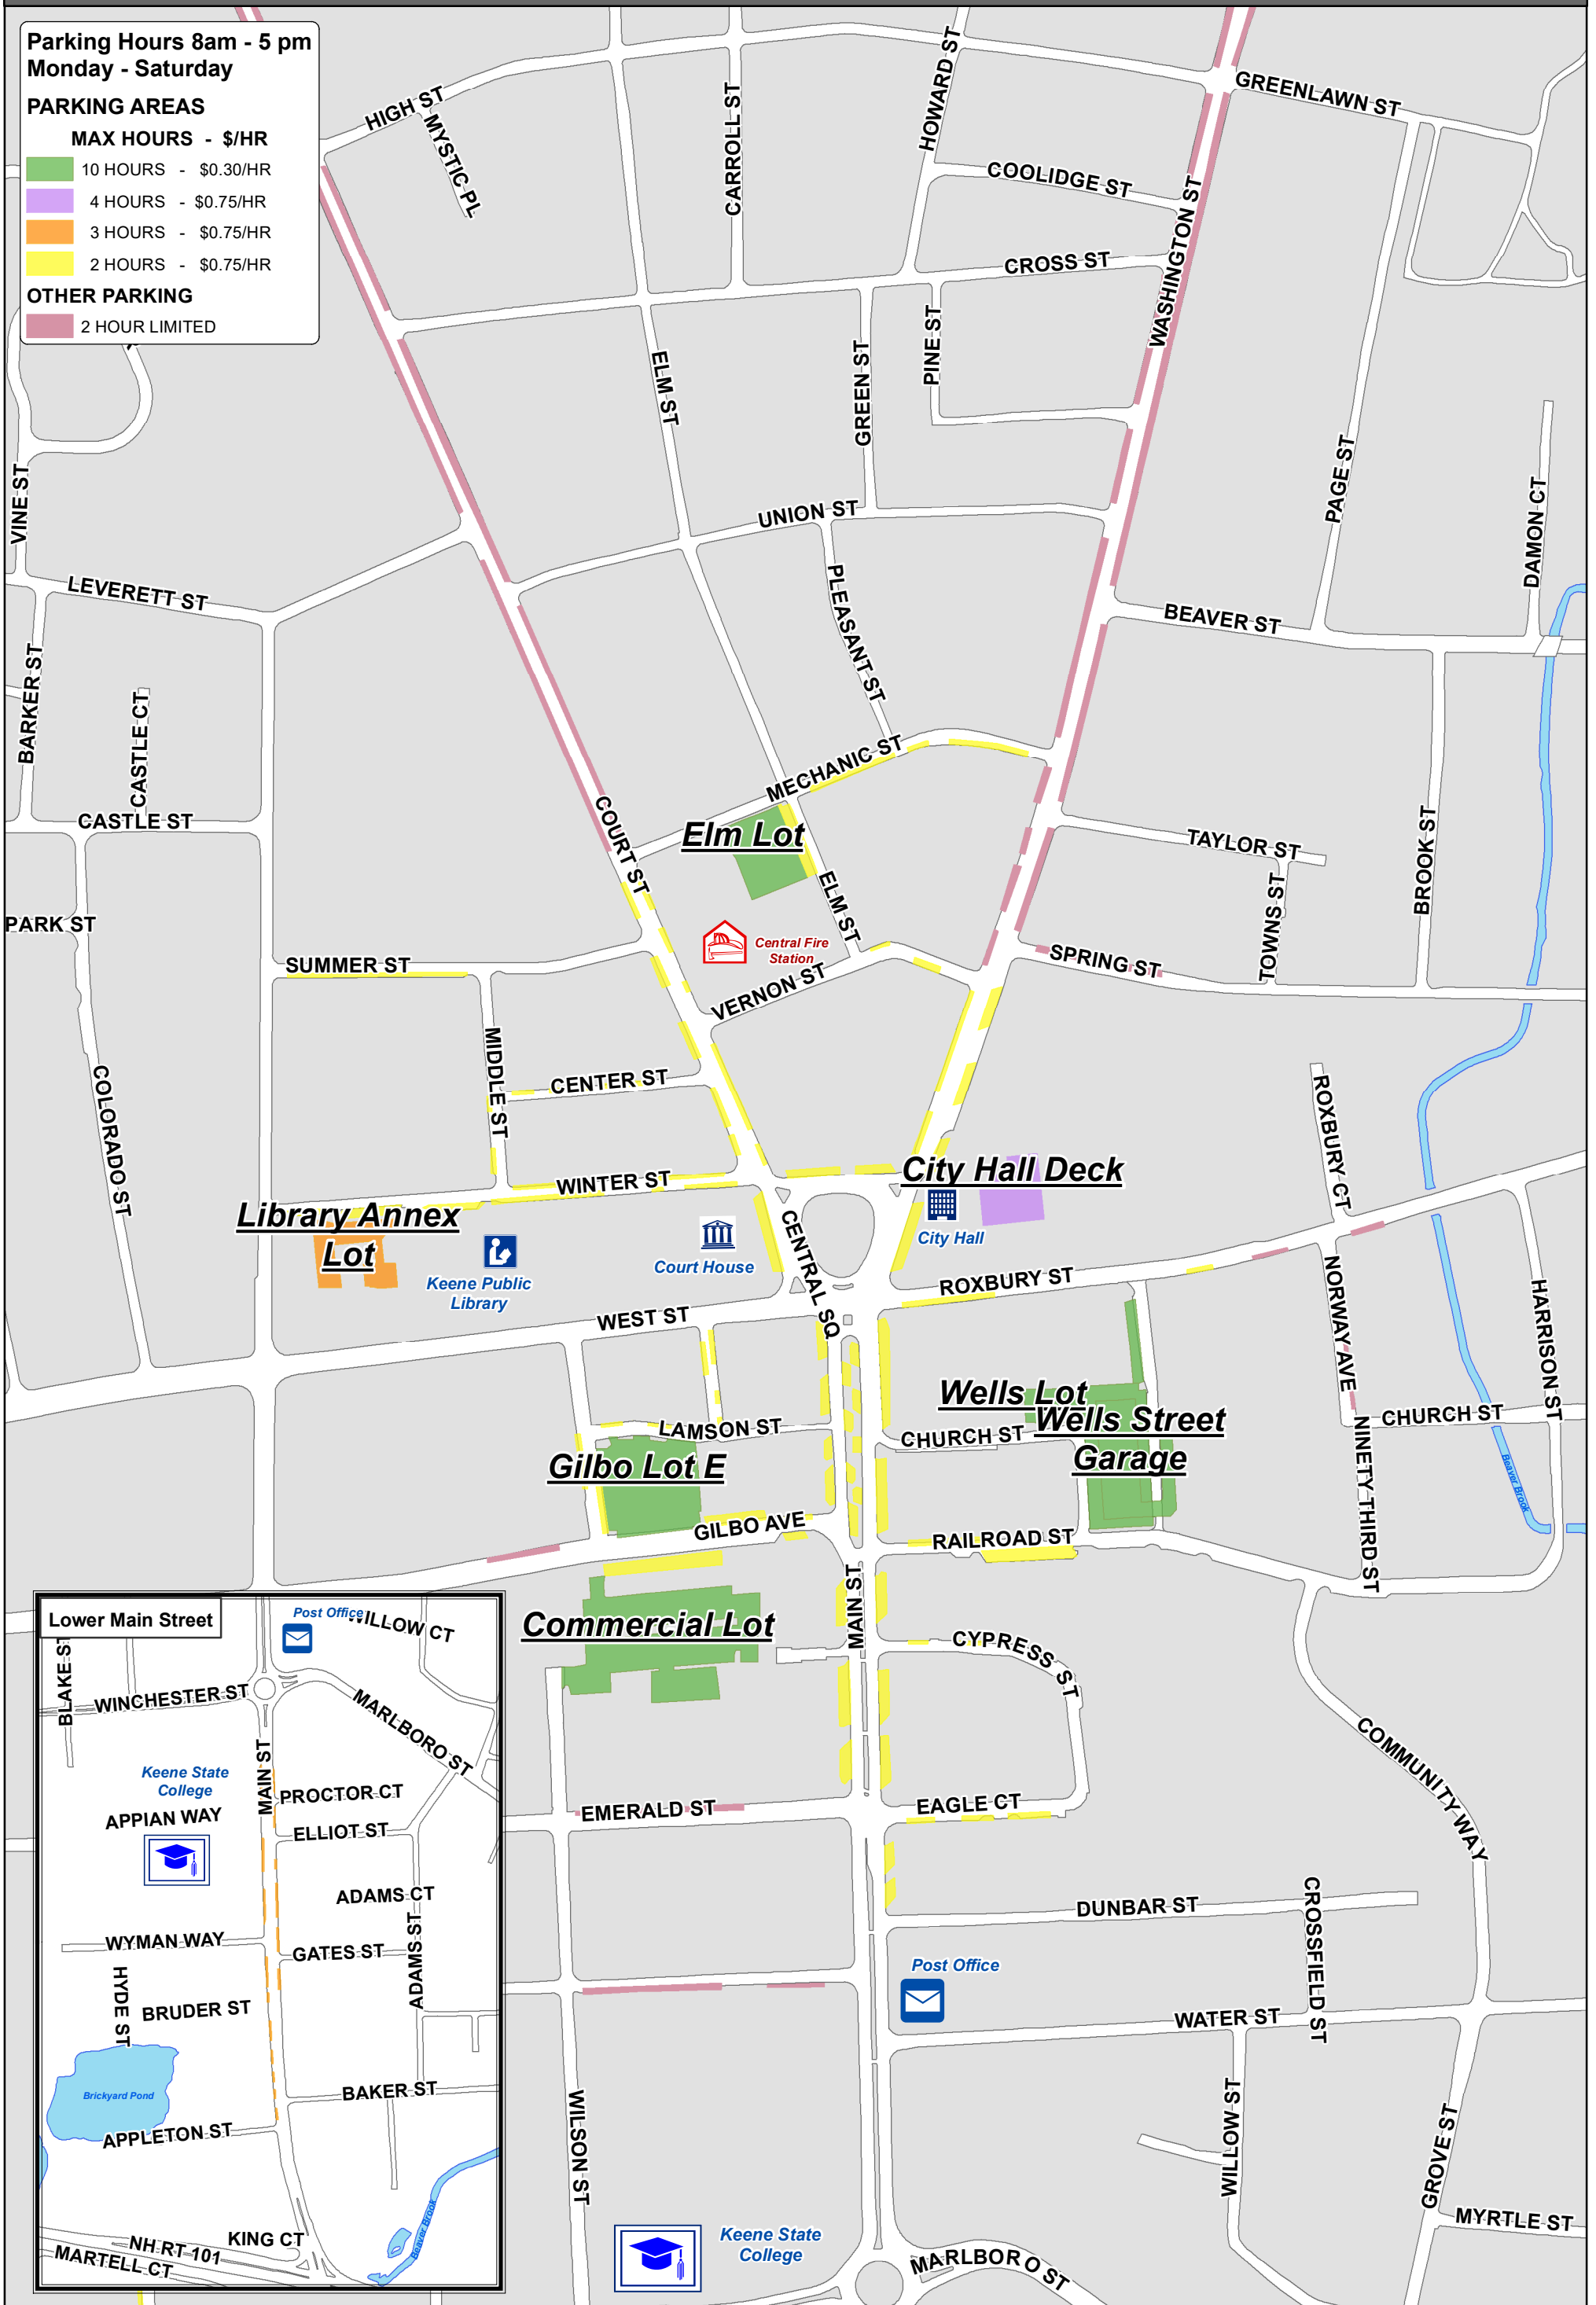 Parking Hours 8am - 5 pm
Monday - Saturday
PARKING AREAS
MAX HOURS - $/HR
10 HOURS - $0.30/HR
4 HOURS - $0.75/HR
3 HOURS - $0.75/HR
2 HOURS - $0.75/HR
OTHER PARKING
2 HOUR LIMITED
HIGH ST
MYSTIC PL
CARROLL ST
HOWARD ST
GREENLAWN ST
COOLIDGE ST
WASHINGTON ST
CROSS ST
PINE ST
GREEN ST
ELM ST
PAGE ST
DAMON CT
VINE ST
UNION ST
LEVERETT ST
PLEASANT ST
BEAVER ST
BARKER ST
CASTLE CT
MECHANIC ST
CASTLE ST
COURT ST
Elm Lot
ELM ST
TAYLOR ST
TOWNS ST
BROOK ST
PARK ST
Central Fire
Station
SUMMER ST
SPRING ST
VERNON ST
MIDDLE ST
CENTER ST
COLORADO ST
ROXBURY CT
WINTER ST
City Hall Deck
Library Annex
Lot
City Hall
Court House
CENTRAL SQ
Keene Public
Library
ROXBURY ST
NORWAY AVE
HARRISON ST
WEST ST
Wells Lot
Wells Street
Garage
CHURCH ST
CHURCH ST
LAMSON ST
Gilbo Lot E
NINETY THIRD ST
Beaver Brook
GILBO AVE
RAILROAD ST
MAIN ST
Commercial Lot
CYPRESS ST
COMMUNITY WAY
EMERALD ST
EAGLE CT
DUNBAR ST
CROSSFIELD ST
Post Office
WATER ST
WILSON ST
WILLOW ST
GROVE ST
MYRTLE ST
Keene State
College
MARLBORO ST
Lower Main Street
Post Office
WILLOW CT
BLAKE ST
WINCHESTER ST
MARLBORO ST
MAIN ST
Keene State
College
APPIAN WAY
PROCTOR CT
ELLIOT ST
ADAMS CT
ADAMS ST
WYMAN WAY
GATES ST
HYDE ST
BRUDER ST
Brickyard Pond
BAKER ST
APPLETON ST
Beaver Brook
KING CT
NH RT 101
MARTELL CT